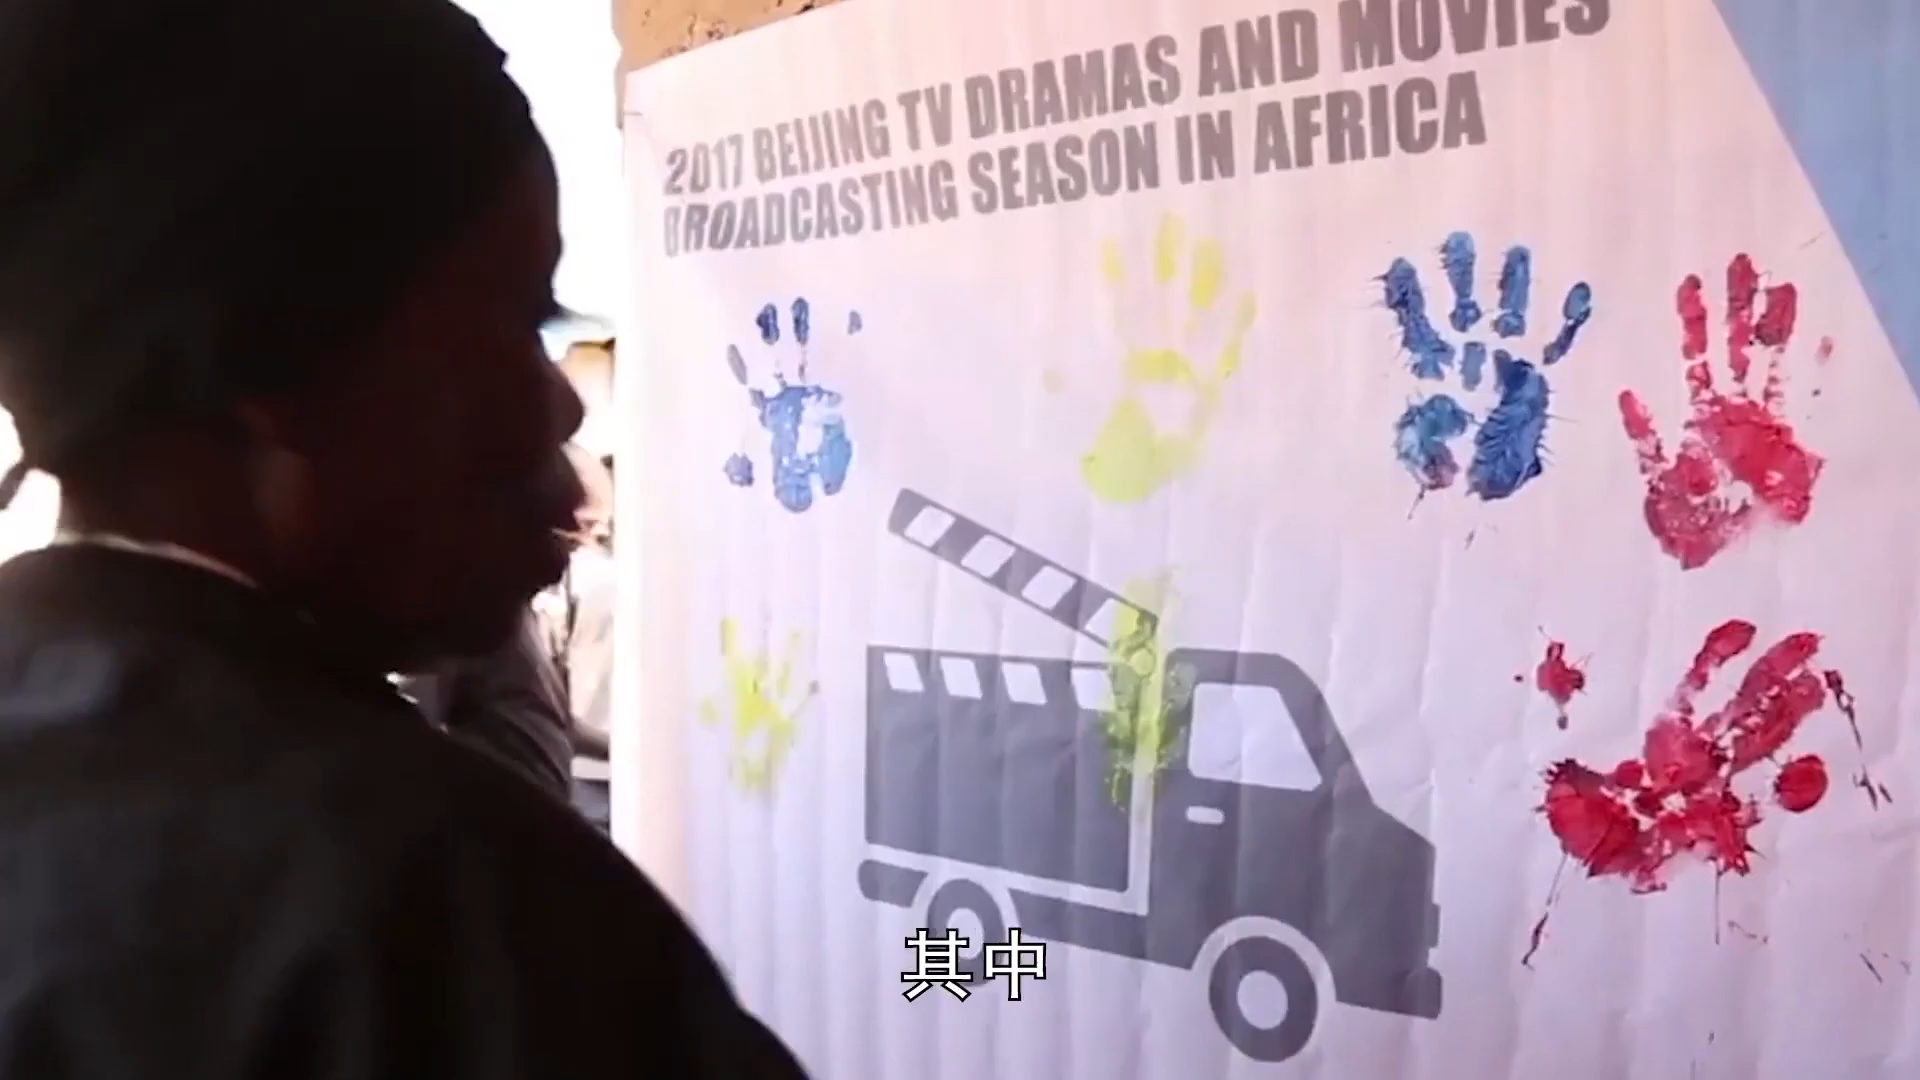 2017 BEIJING TV DRAMAS AND MOVIES
BROADCASTING SEASON IN AFRICA
其中